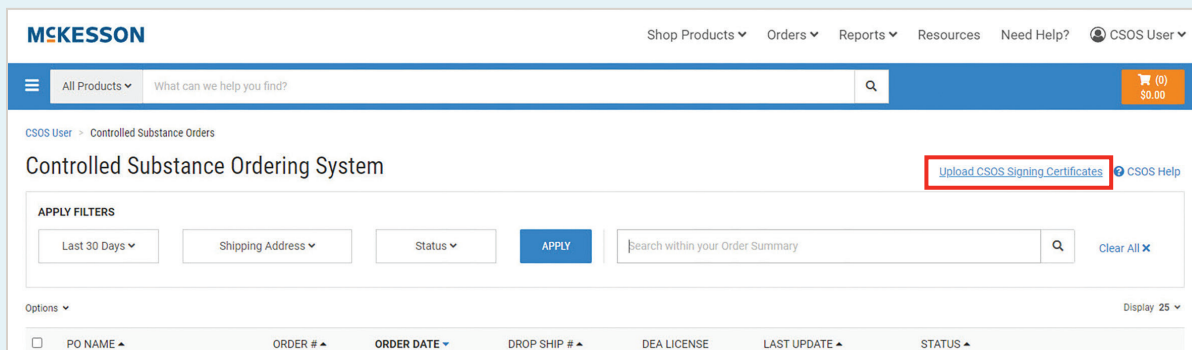 McKESSON
Shop Products Orders Reports Resources Need Help? CSOS User
All Products What can we help you find? (0)
$0.00
CSOS User > Controlled Substance Orders
Controlled Substance Ordering System
Upload CSOS Signing Certificates ? CSOS Help
APPLY FILTERS
Last 30 Days Shipping Address Status APPLY Search within your Order Summary Clear All ×
Options Display 25
PO NAME ORDER # ORDER DATE DROP SHIP # DEA LICENSE LAST UPDATE STATUS